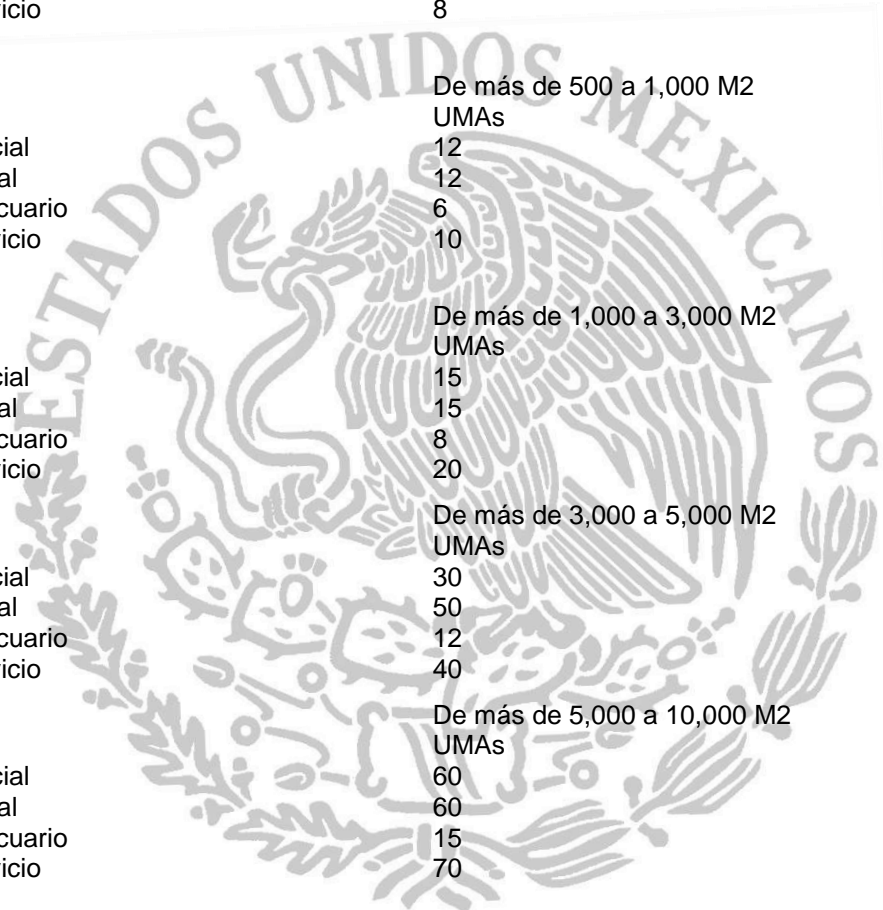 icio 8
De más de 500 a 1,000 M2
UMAs
cial 12
al 12
cuario 6
icio 10
De más de 1,000 a 3,000 M2
UMAs
cial 15
al 15
cuario 8
icio 20
De más de 3,000 a 5,000 M2
UMAs
cial 30
al 50
cuario 12
icio 40
De más de 5,000 a 10,000 M2
UMAs
cial 60
al 60
cuario 15
icio 70
ESTADOS UNIDOS MEXICANOS